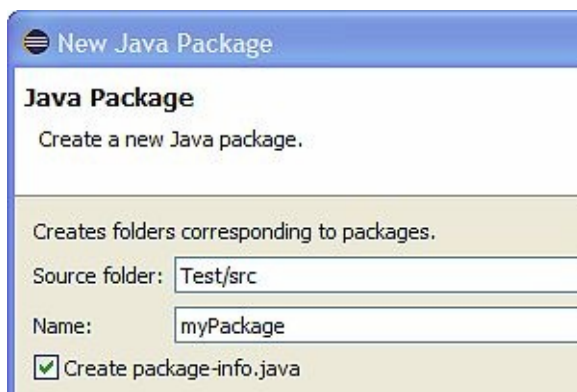 New Java Package
Java Package
Create a new Java package.
Creates folders corresponding to packages.
Source folder: Test/src
Name: myPackage
Create package-info.java